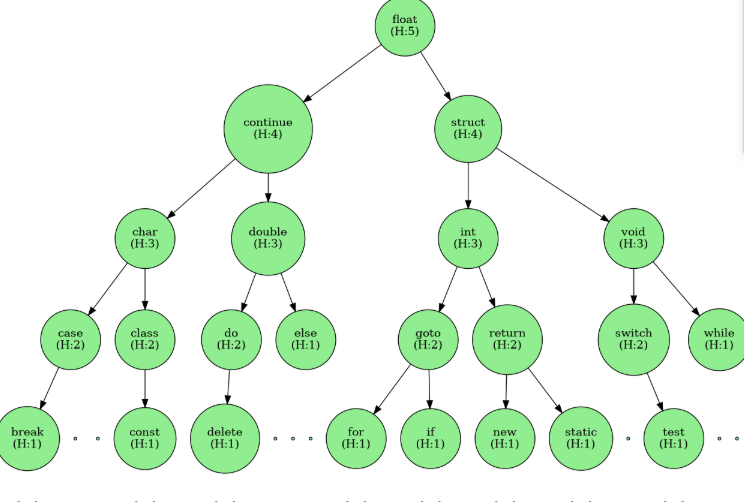 float
(H:5)
continue
(H:4)
struct
(H:4)
char
(H:3)
double
(H:3)
int
(H:3)
void
(H:3)
case
(H:2)
class
(H:2)
do
(H:2)
else
(H:1)
goto
(H:2)
return
(H:2)
switch
(H:2)
while
(H:1)
break
(H:1)
const
(H:1)
delete
(H:1)
for
(H:1)
if
(H:1)
new
(H:1)
static
(H:1)
test
(H:1)